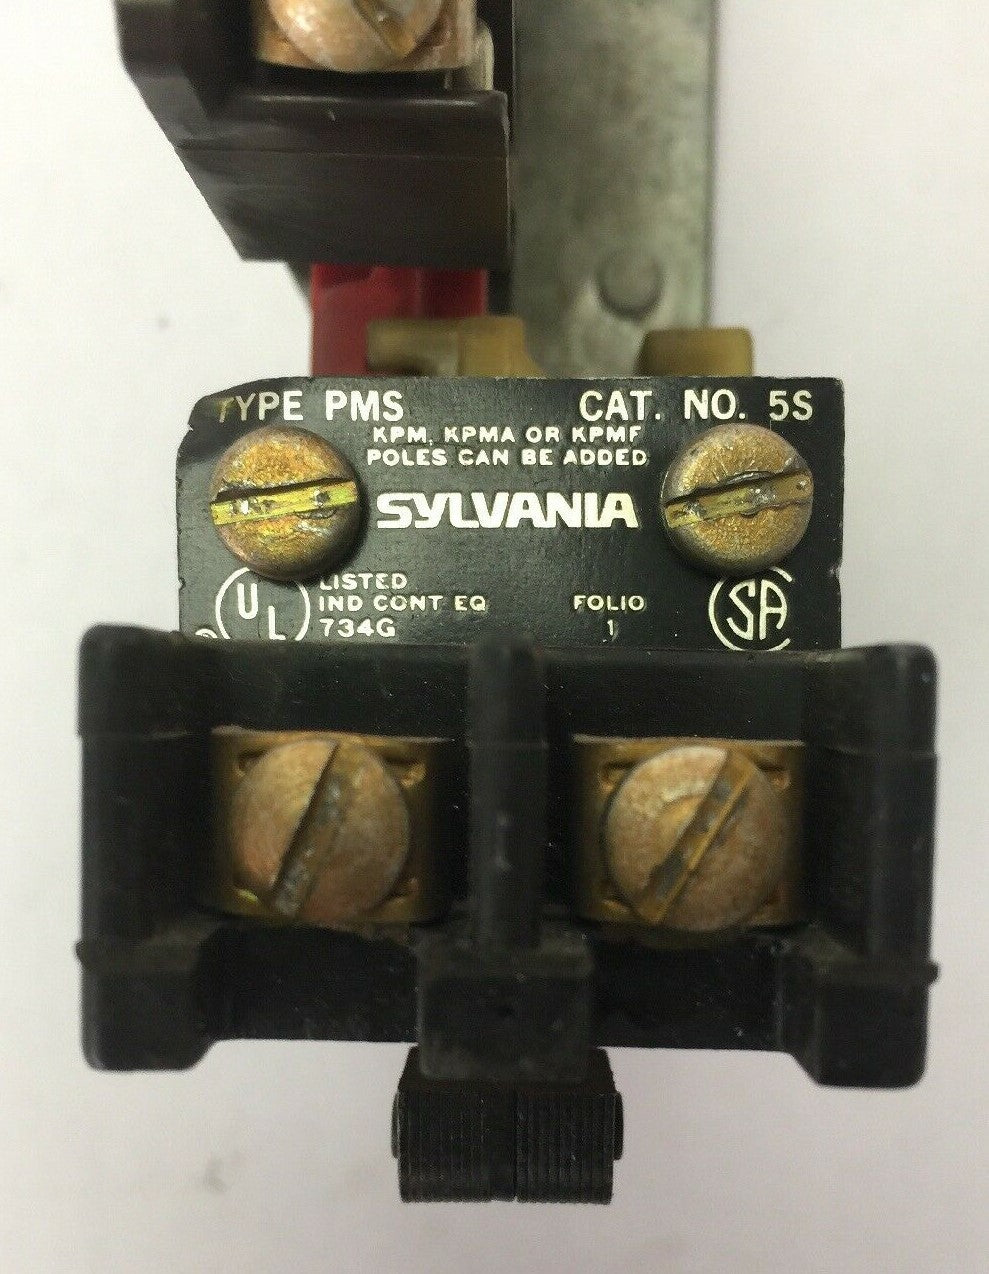 TYPE PMS CAT. NO. 5S
KPM, KPMA OR KPMF
POLES CAN BE ADDED
SYLVANIA
UL LISTED
IND CONT EQ FOLIO
734G 1
SA